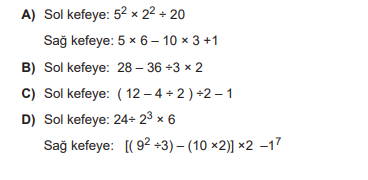 A) Sol kefeye: 5² × 2² ÷ 20
Sağ kefeye: 5 × 6 – 10 × 3 +1
B) Sol kefeye: 28 – 36 ÷3 × 2
C) Sol kefeye: ( 12 – 4 ÷ 2 ) ÷2 – 1
D) Sol kefeye: 24÷ 2³ × 6
Sağ kefeye: [( 9² ÷3) – (10 ×2)] ×2 –1⁷